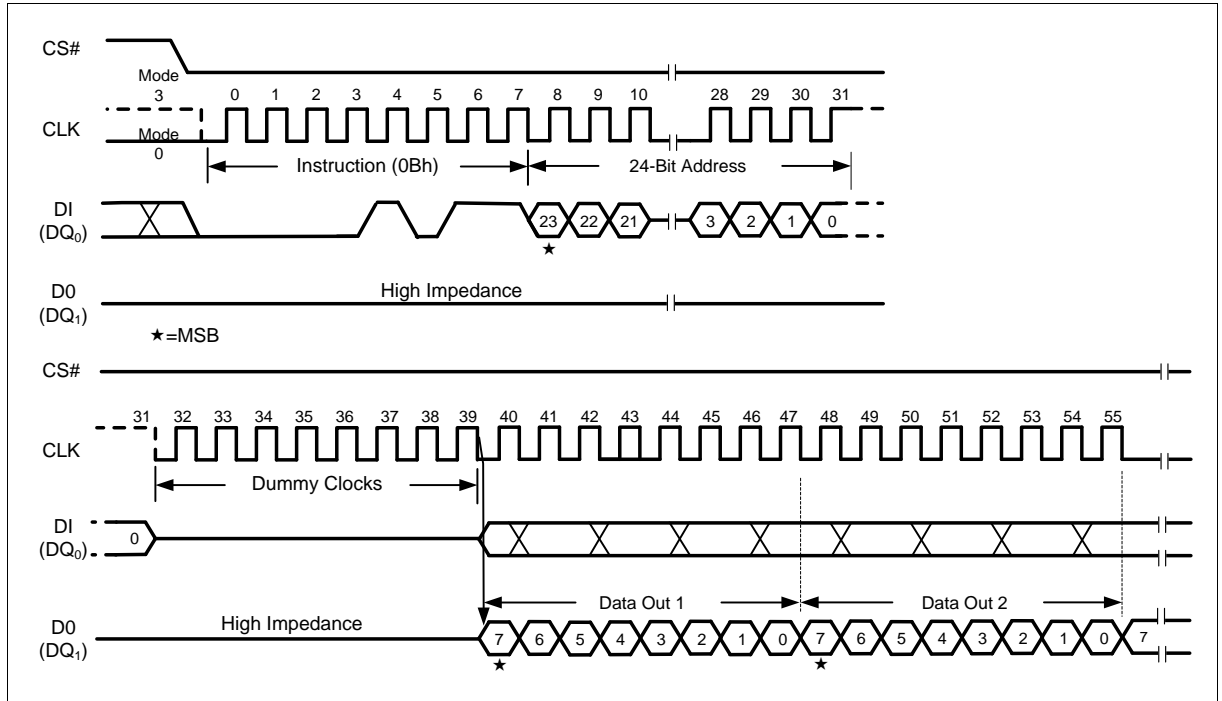 CS#
Mode
3
0 1 2 3 4 5 6 7 8 9 10 28 29 30 31
CLK
Mode
0
Instruction (0Bh) 24-Bit Address
DI
(DQ0)
23 22 21 3 2 1 0
★
D0
(DQ1)
High Impedance
★=MSB
CS#
31 32 33 34 35 36 37 38 39 40 41 42 43 44 45 46 47 48 49 50 51 52 53 54 55
CLK
Dummy Clocks
DI
(DQ0)
0
Data Out 1 Data Out 2
D0
(DQ1)
High Impedance
7 6 5 4 3 2 1 0 7 6 5 4 3 2 1 0 7
★ ★